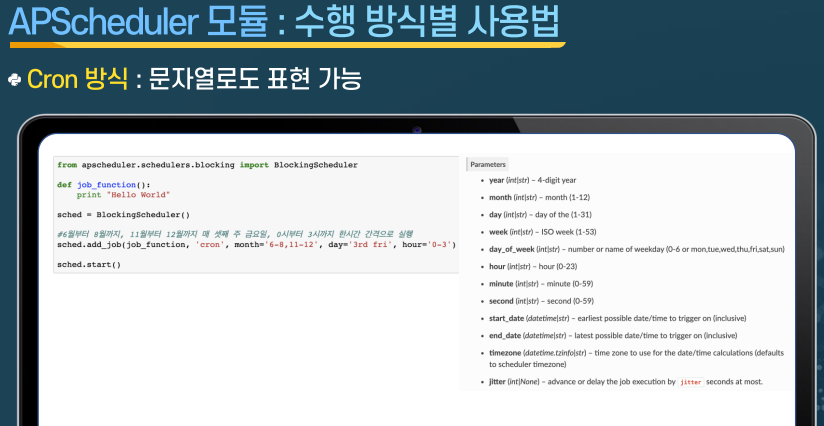 APScheduler 모듈 : 수행 방식별 사용법
Cron 방식 : 문자열로도 표현 가능
from apscheduler.schedulers.blocking import BlockingScheduler
def job_function():
print "Hello World"
sched = BlockingScheduler()
#6월부터 8월까지, 11월부터 12월까지 매 셋째 주 금요일, 0시부터 3시까지 한시간 간격으로 실행
sched.add_job(job_function, 'cron', month='6-8,11-12', day='3rd fri', hour='0-3')
sched.start()
Parameters
• year (int|str) – 4-digit year
• month (int|str) – month (1-12)
• day (int|str) – day of the (1-31)
• week (int|str) – ISO week (1-53)
• day_of_week (int|str) – number or name of weekday (0-6 or mon,tue,wed,thu,fri,sat,sun)
• hour (int|str) – hour (0-23)
• minute (int|str) – minute (0-59)
• second (int|str) – second (0-59)
• start_date (datetime|str) – earliest possible date/time to trigger on (inclusive)
• end_date (datetime|str) – latest possible date/time to trigger on (inclusive)
• timezone (datetime.tzinfo|str) – time zone to use for the date/time calculations (defaults
to scheduler timezone)
• jitter (int|None) – advance or delay the job execution by jitter seconds at most.